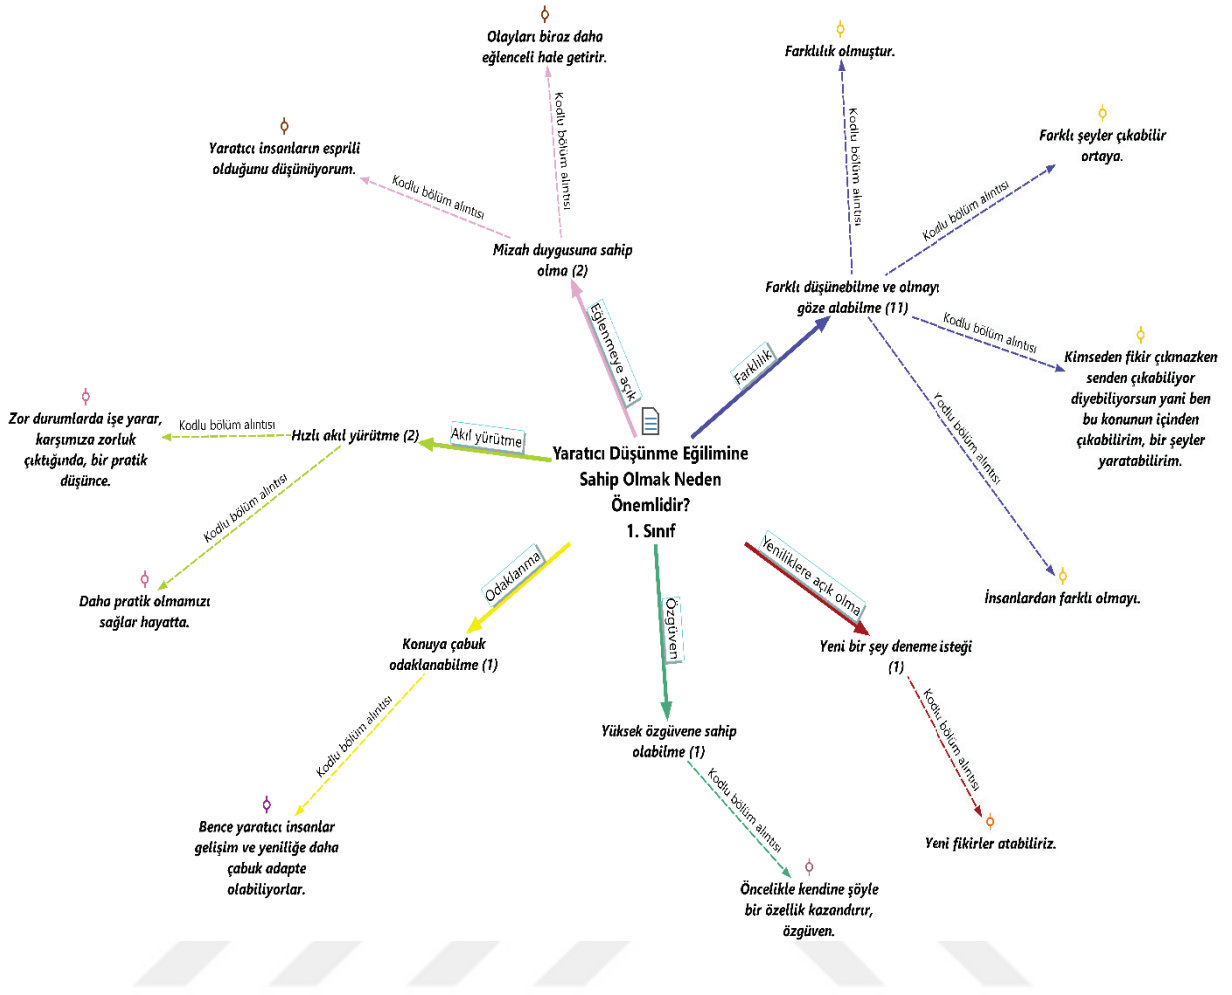 Olayları biraz daha
eğlenceli hale getirir.
Kodlu bölüm alıntısı
Yaratıcı insanların esprili
olduğunu düşünüyorum.
Kodlu bölüm alıntısı
Mizah duygusuna sahip
olma (2)
Eğlenmeye açık
Farklılık olmuştur.
Kodlu bölüm alıntısı
Farklı şeyler çıkabilir
ortaya.
Kodlu bölüm alıntısı
Farklı düşünebilme ve olmayı
göze alabilme (11)
Farklılık
Kodlu bölüm alıntısı
Kimseden fikir çıkmazken
senden çıkabiliyor
diyebiliyorsun yani ben
bu konunun içinden
çıkabilirim, bir şeyler
yaratabilirim.
Kodlu bölüm alıntısı
İnsanlardan farklı olmayı.
Zor durumlarda işe yarar,
karşımıza zorluk
çıktığında, bir pratik
düşünce.
Kodlu bölüm alıntısı
Hızlı akıl yürütme (2)
Akıl yürütme
Kodlu bölüm alıntısı
Daha pratik olmamızı
sağlar hayatta.
Yaratıcı Düşünme Eğilimine
Sahip Olmak Neden
Önemlidir?
1. Sınıf
Odaklanma
Konuya çabuk
odaklanabilme (1)
Kodlu bölüm alıntısı
Bence yaratıcı insanlar
gelişim ve yeniliğe daha
çabuk adapte
olabiliyorlar.
Özgüven
Yüksek özgüvene sahip
olabilme (1)
Kodlu bölüm alıntısı
Öncelikle kendine şöyle
bir özellik kazandırır,
özgüven.
Yeniliklere açık olma
Yeni bir şey deneme isteği
(1)
Kodlu bölüm alıntısı
Yeni fikirler atabiliriz.